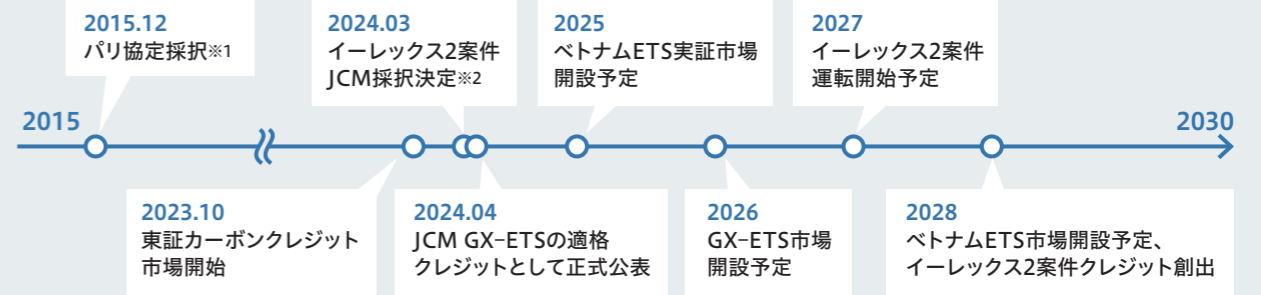 2015.12
パリ協定採択※1
2024.03
イーレックス2案件
JCM採択決定※2
2025
ベトナムETS実証市場
開設予定
2027
イーレックス2案件
運転開始予定
2015
2030
2023.10
東証カーボンクレジット
市場開始
2024.04
JCM GX-ETSの適格
クレジットとして正式公表
2026
GX-ETS市場
開設予定
2028
ベトナムETS市場開設予定、
イーレックス2案件クレジット創出